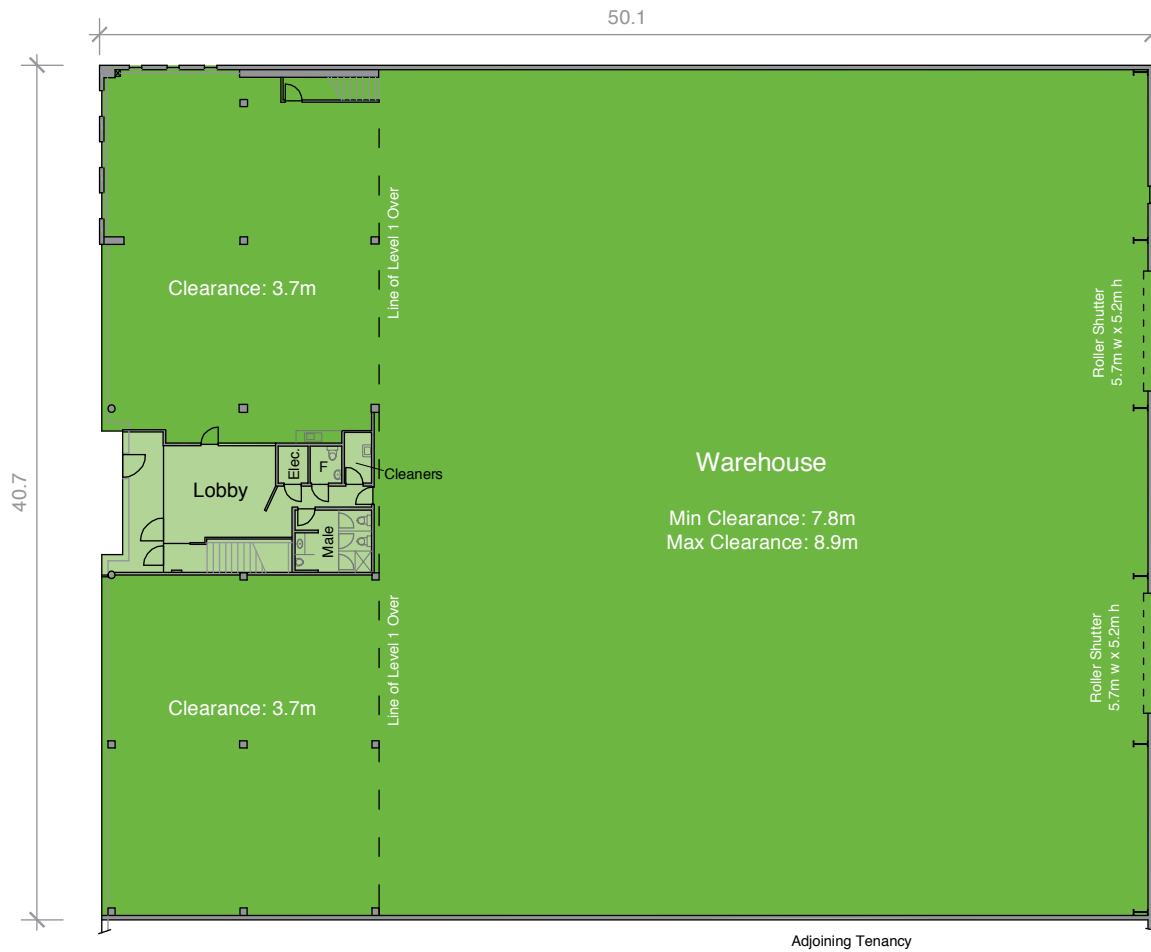 50.1
40.7
Line of Level 1 Over
Clearance: 3.7m
Roller Shutter
5.7m w x 5.2m h
Elec.
F
Cleaners
Lobby
Male
Warehouse
Min Clearance: 7.8m
Max Clearance: 8.9m
Line of Level 1 Over
Clearance: 3.7m
Roller Shutter
5.7m w x 5.2m h
Adjoining Tenancy